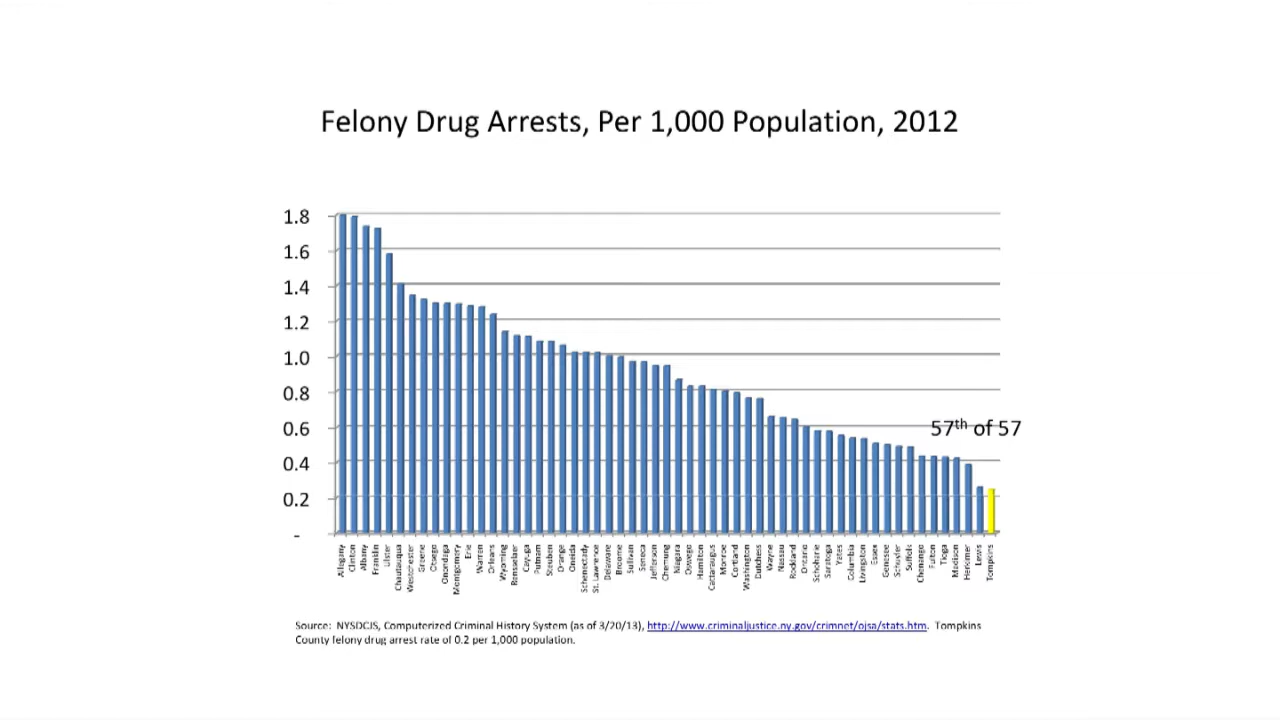 Felony Drug Arrests, Per 1,000 Population, 2012
1.8
1.6
1.4
1.2
1.0
0.8
0.6
0.4
0.2
-
57th of 57
Allegany
Clinton
Albany
Franklin
Ulster
Chautauqua
Westchester
Greene
Otsego
Onondaga
Montgomery
Erie
Warren
Orleans
Wyoming
Rensselaer
Cayuga
Putnam
Steuben
Orange
Oneida
Schenectady
St. Lawrence
Delaware
Broome
Sullivan
Seneca
Jefferson
Chemung
Niagara
Oswego
Hamilton
Cattaraugus
Monroe
Cortland
Washington
Dutchess
Wayne
Nassau
Rockland
Ontario
Schoharie
Saratoga
Yates
Columbia
Livingston
Essex
Genesee
Schuyler
Suffolk
Chenango
Fulton
Tioga
Madison
Herkimer
Lewis
Tompkins
Source: NYSDCJS, Computerized Criminal History System (as of 3/20/13), http://www.criminaljustice.ny.gov/crimnet/ojsa/stats.htm. Tompkins
County felony drug arrest rate of 0.2 per 1,000 population.